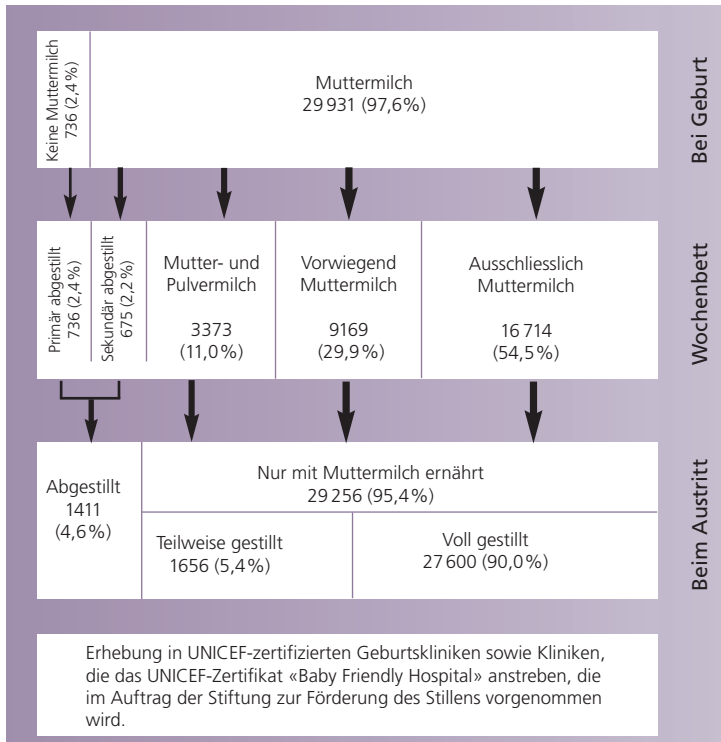 Keine Muttermilch
736 (2,4%)
Muttermilch
29 931 (97,6%)
Bei Geburt
Primär abgestillt
736 (2,4%)
Sekundär abgestillt
675 (2,2%)
Mutter- und
Pulvermilch
3373
(11,0%)
Vorwiegend
Muttermilch
9169
(29,9%)
Ausschliesslich
Muttermilch
16 714
(54,5%)
Wochenbett
Abgestillt
1411
(4,6%)
Nur mit Muttermilch ernährt
29 256 (95,4%)
Teilweise gestillt
1656 (5,4%)
Voll gestillt
27 600 (90,0%)
Beim Austritt
Erhebung in UNICEF-zertifizierten Geburtskliniken sowie Kliniken,
die das UNICEF-Zertifikat «Baby Friendly Hospital» anstreben, die
im Auftrag der Stiftung zur Förderung des Stillens vorgenommen
wird.